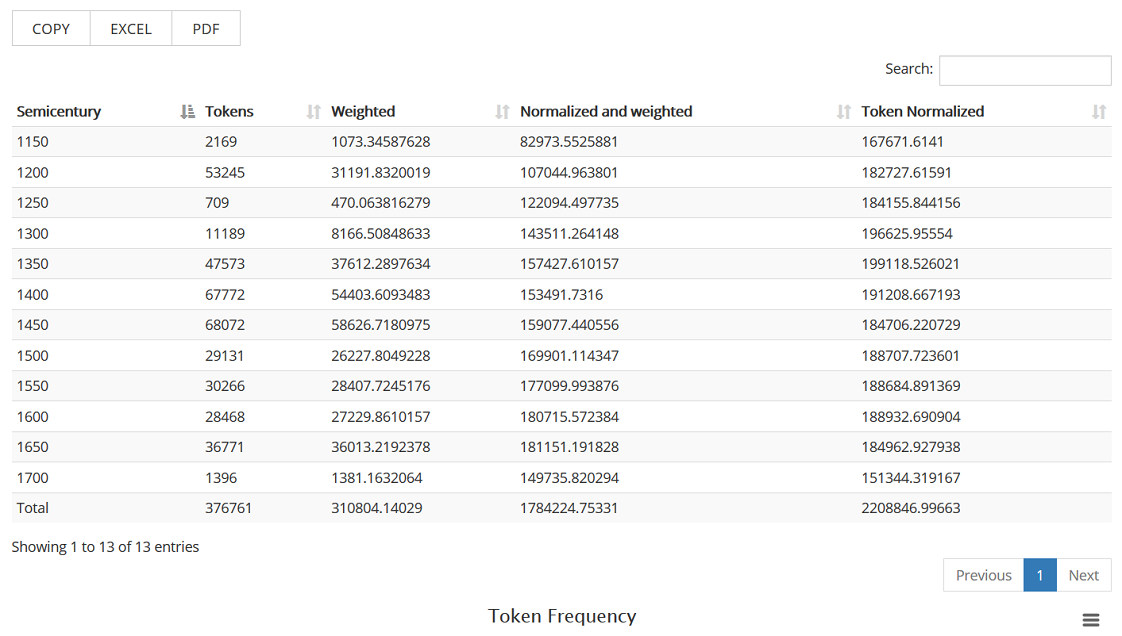 COPY EXCEL PDF
Search:
Semicentury Tokens Weighted Normalized and weighted Token Normalized
1150 2169 1073.34587628 82973.5525881 167671.6141
1200 53245 31191.8320019 107044.963801 182727.61591
1250 709 470.063816279 122094.497735 184155.844156
1300 11189 8166.50848633 143511.264148 196625.95554
1350 47573 37612.2897634 157427.610157 199118.526021
1400 67772 54403.6093483 153491.7316 191208.667193
1450 68072 58626.7180975 159077.440556 184706.220729
1500 29131 26227.8049228 169901.114347 188707.723601
1550 30266 28407.7245176 177099.993876 188684.891369
1600 28468 27229.8610157 180715.572384 188932.690904
1650 36771 36013.2192378 181151.191828 184962.927938
1700 1396 1381.1632064 149735.820294 151344.319167
Total 376761 310804.14029 1784224.75331 2208846.99663
Showing 1 to 13 of 13 entries
Previous 1 Next
Token Frequency